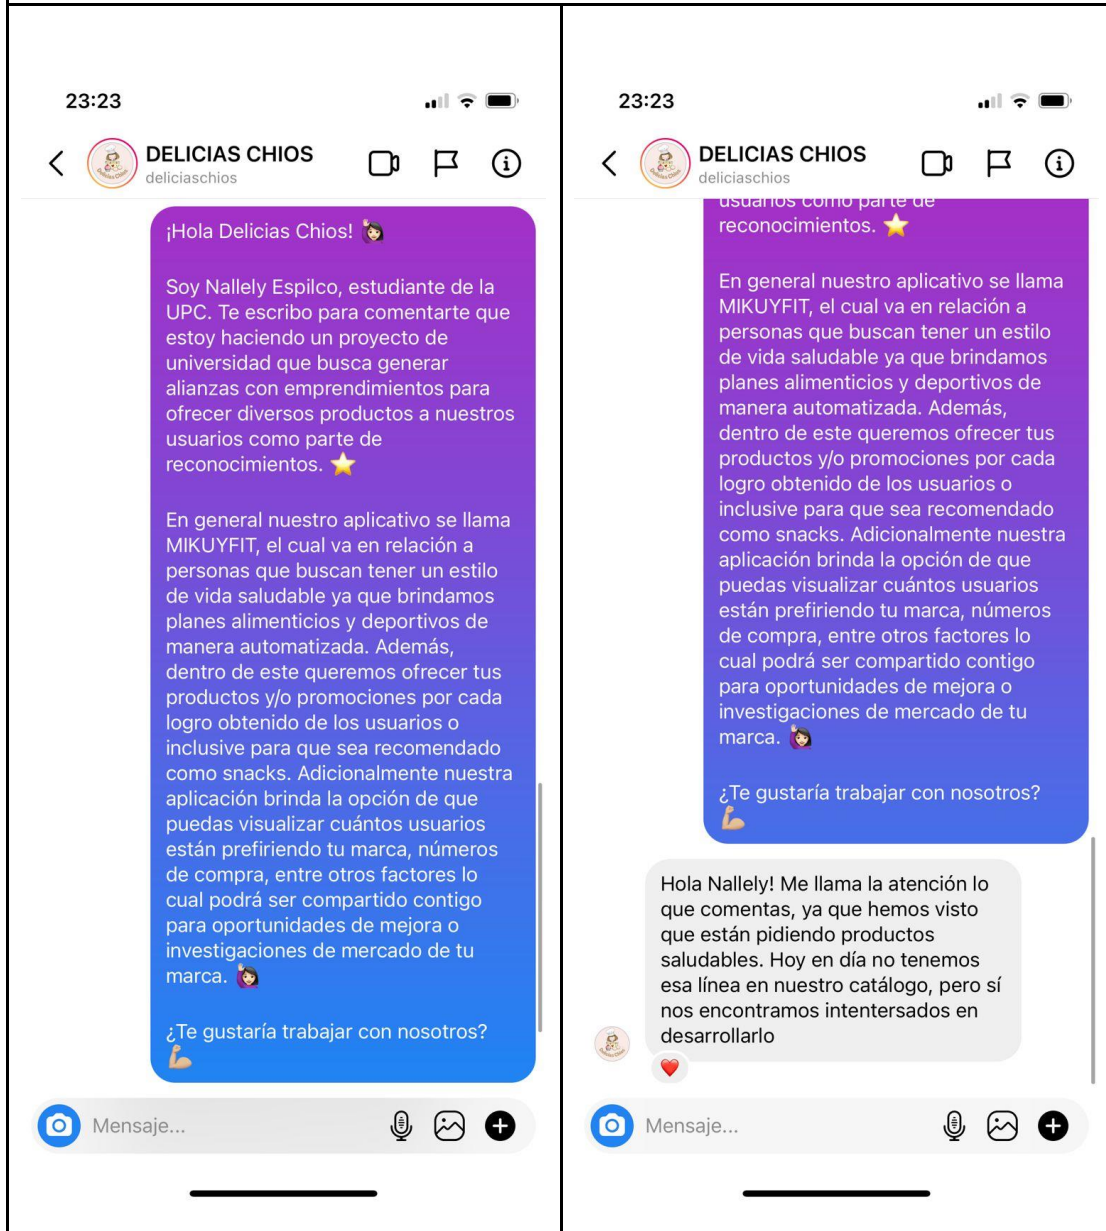 23:23
DELICIAS CHIOS
deliciaschios
¡Hola Delicias Chios! 🙋🏻‍♀️
Soy Nallely Espilco, estudiante de la
UPC. Te escribo para comentarte que
estoy haciendo un proyecto de
universidad que busca generar
alianzas con emprendimientos para
ofrecer diversos productos a nuestros
usuarios como parte de
reconocimientos. ⭐
En general nuestro aplicativo se llama
MIKUYFIT, el cual va en relación a
personas que buscan tener un estilo
de vida saludable ya que brindamos
planes alimenticios y deportivos de
manera automatizada. Además,
dentro de este queremos ofrecer tus
productos y/o promociones por cada
logro obtenido de los usuarios o
inclusive para que sea recomendado
como snacks. Adicionalmente nuestra
aplicación brinda la opción de que
puedas visualizar cuántos usuarios
están prefiriendo tu marca, números
de compra, entre otros factores lo
cual podrá ser compartido contigo
para oportunidades de mejora o
investigaciones de mercado de tu
marca. 🙋🏻‍♀️
¿Te gustaría trabajar con nosotros?
💪🏼
Mensaje...
23:23
DELICIAS CHIOS
deliciaschios
usuarios como parte de
reconocimientos. ⭐
En general nuestro aplicativo se llama
MIKUYFIT, el cual va en relación a
personas que buscan tener un estilo
de vida saludable ya que brindamos
planes alimenticios y deportivos de
manera automatizada. Además,
dentro de este queremos ofrecer tus
productos y/o promociones por cada
logro obtenido de los usuarios o
inclusive para que sea recomendado
como snacks. Adicionalmente nuestra
aplicación brinda la opción de que
puedas visualizar cuántos usuarios
están prefiriendo tu marca, números
de compra, entre otros factores lo
cual podrá ser compartido contigo
para oportunidades de mejora o
investigaciones de mercado de tu
marca. 🙋🏻‍♀️
¿Te gustaría trabajar con nosotros?
💪🏼
Hola Nallely! Me llama la atención lo
que comentas, ya que hemos visto
que están pidiendo productos
saludables. Hoy en día no tenemos
esa línea en nuestro catálogo, pero sí
nos encontramos intentersados en
desarrollarlo
❤️
Mensaje...